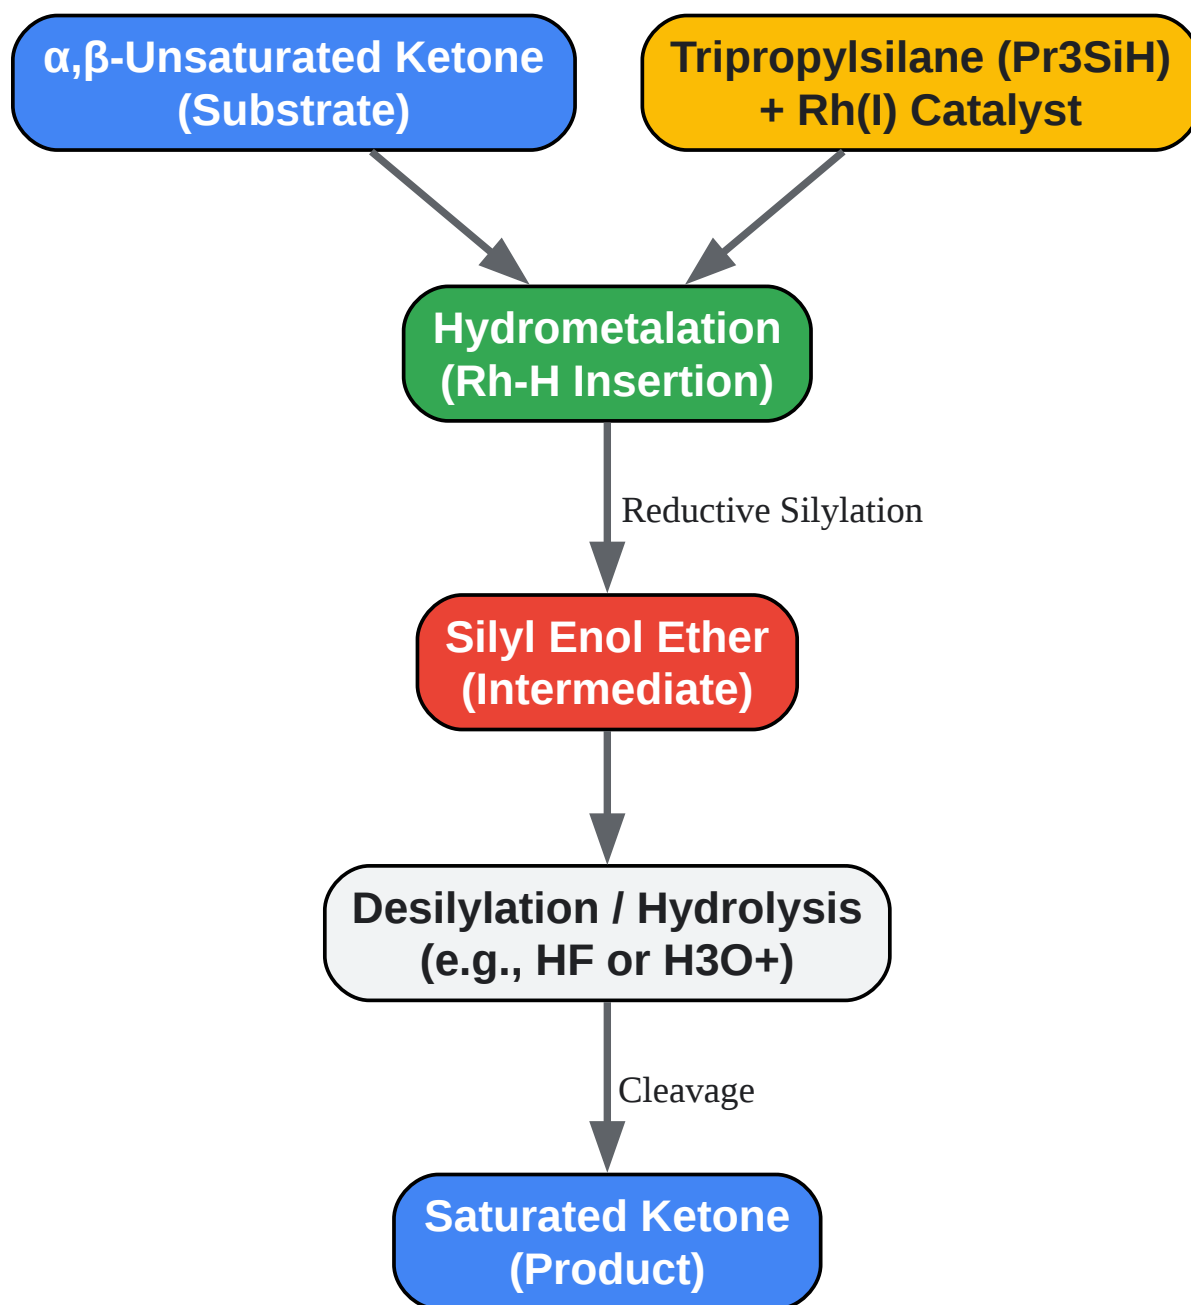 α,β-Unsaturated Ketone
(Substrate)
Tripropylsilane (Pr3SiH)
+ Rh(I) Catalyst
Hydrometalation
(Rh-H Insertion)
Reductive Silylation
Silyl Enol Ether
(Intermediate)
Desilylation / Hydrolysis
(e.g., HF or H3O+)
Cleavage
Saturated Ketone
(Product)